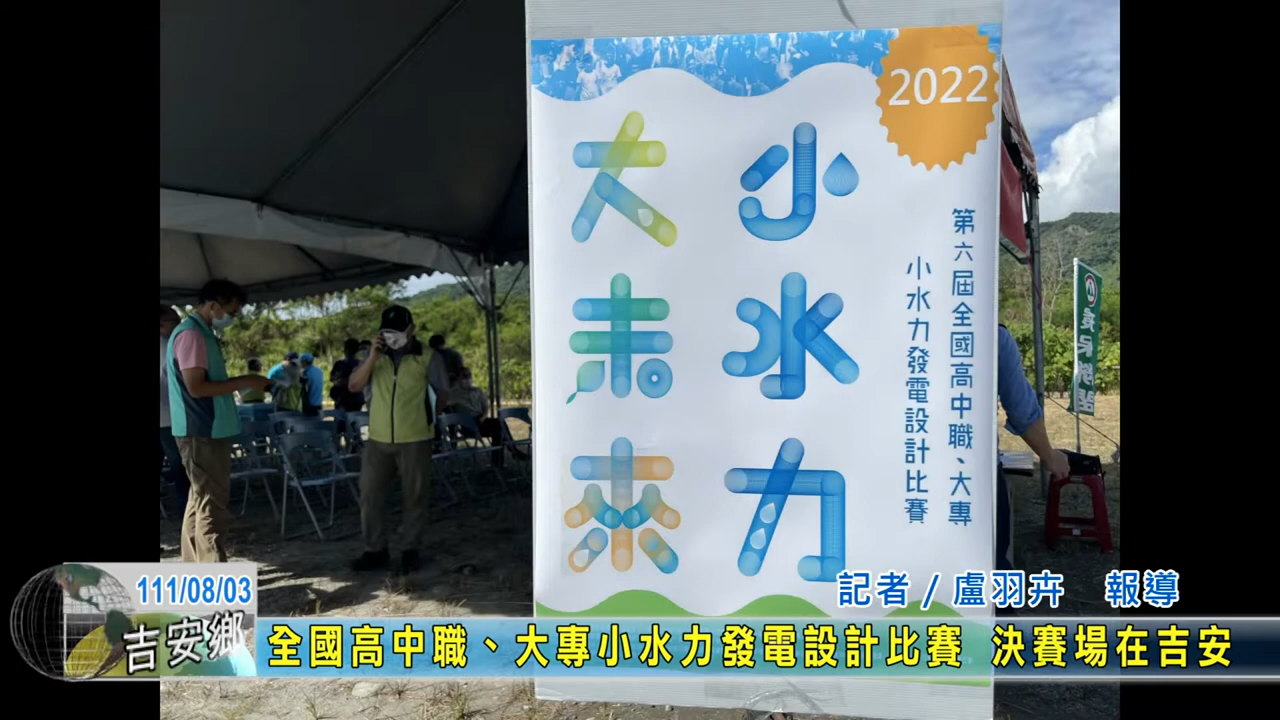 2022
小水力
大未來
第六屆全國高中職、大專
小水力發電設計比賽
農民
記者/盧羽卉 報導
111/08/03
吉安鄉
全國高中職、大專小水力發電設計比賽 決賽場在吉安